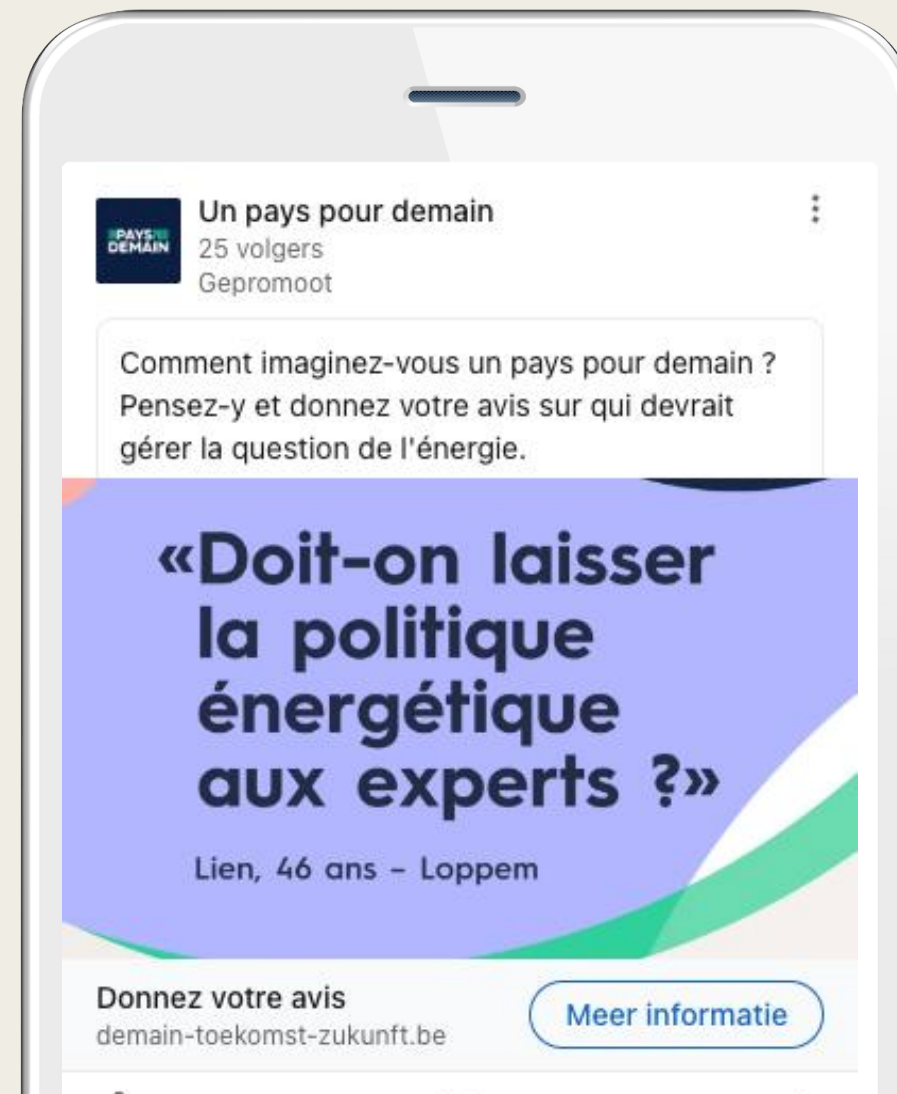 PAYS
DEMAIN
Un pays pour demain
25 volgers
Gepromoot
Comment imaginez-vous un pays pour demain ?
Pensez-y et donnez votre avis sur qui devrait
gérer la question de l'énergie.
«Doit-on laisser
la politique
énergétique
aux experts ?»
Lien, 46 ans – Loppem
Donnez votre avis
demain-toekomst-zukunft.be
Meer informatie